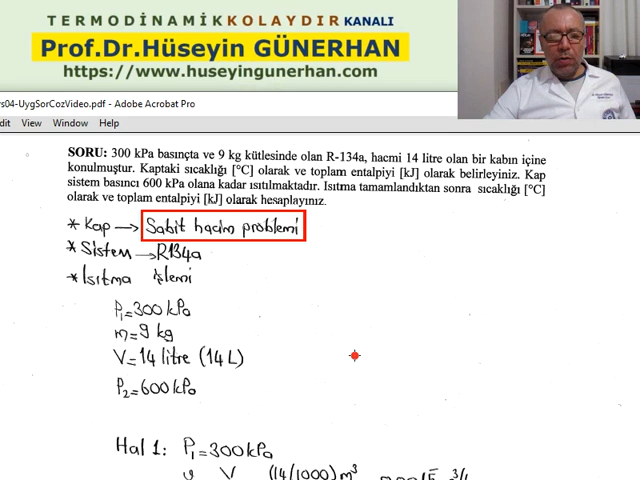 TERMODİNAMİKKOLAYDIR KANALI
Prof.Dr.Hüseyin GÜNERHAN
https://www.huseyingunerhan.com
rs04-UygSorCozVideo.pdf - Adobe Acrobat Pro
dit View Window Help
SORU: 300 kPa basınçta ve 9 kg kütlesinde olan R-134a, hacmi 14 litre olan bir kabın içine
konulmuştur. Kaptaki sıcaklığı [°C] olarak ve toplam entalpiyi [kJ] olarak belirleyiniz. Kap
sistem basıncı 600 kPa olana kadar ısıtılmaktadır. Isıtma tamamlandıktan sonra sıcaklığı [°C]
olarak ve toplam entalpiyi [kJ] olarak hesaplayınız.
* Kap → Sabit hacim problemi
* Sistem → R134a
* Isıtma işlemi
P₁=300 kPa
m=9 kg
V=14 litre (14 L)
P₂=600 kPa
Hal 1: P₁=300 kPa
V (14/1000) m³